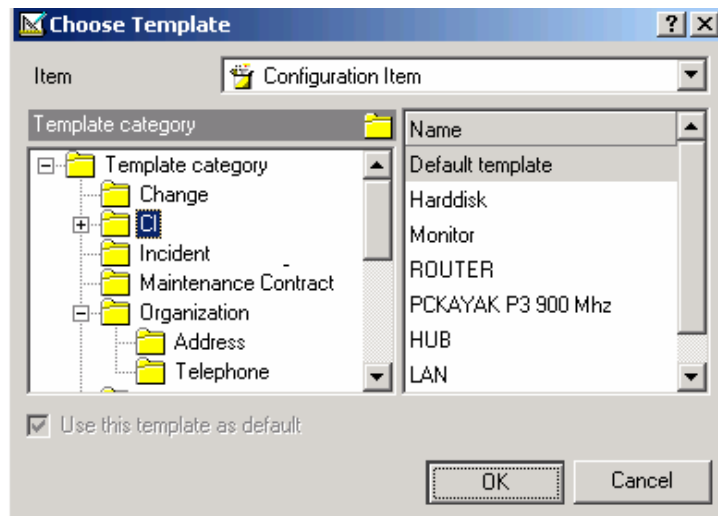 Choose Template
Item
Configuration Item
Template category
Template category
Change
CI
Incident
Maintenance Contract
Organization
Address
Telephone
Name
Default template
Harddisk
Monitor
ROUTER
PCKAYAK P3 900 Mhz
HUB
LAN
Use this template as default
OK
Cancel